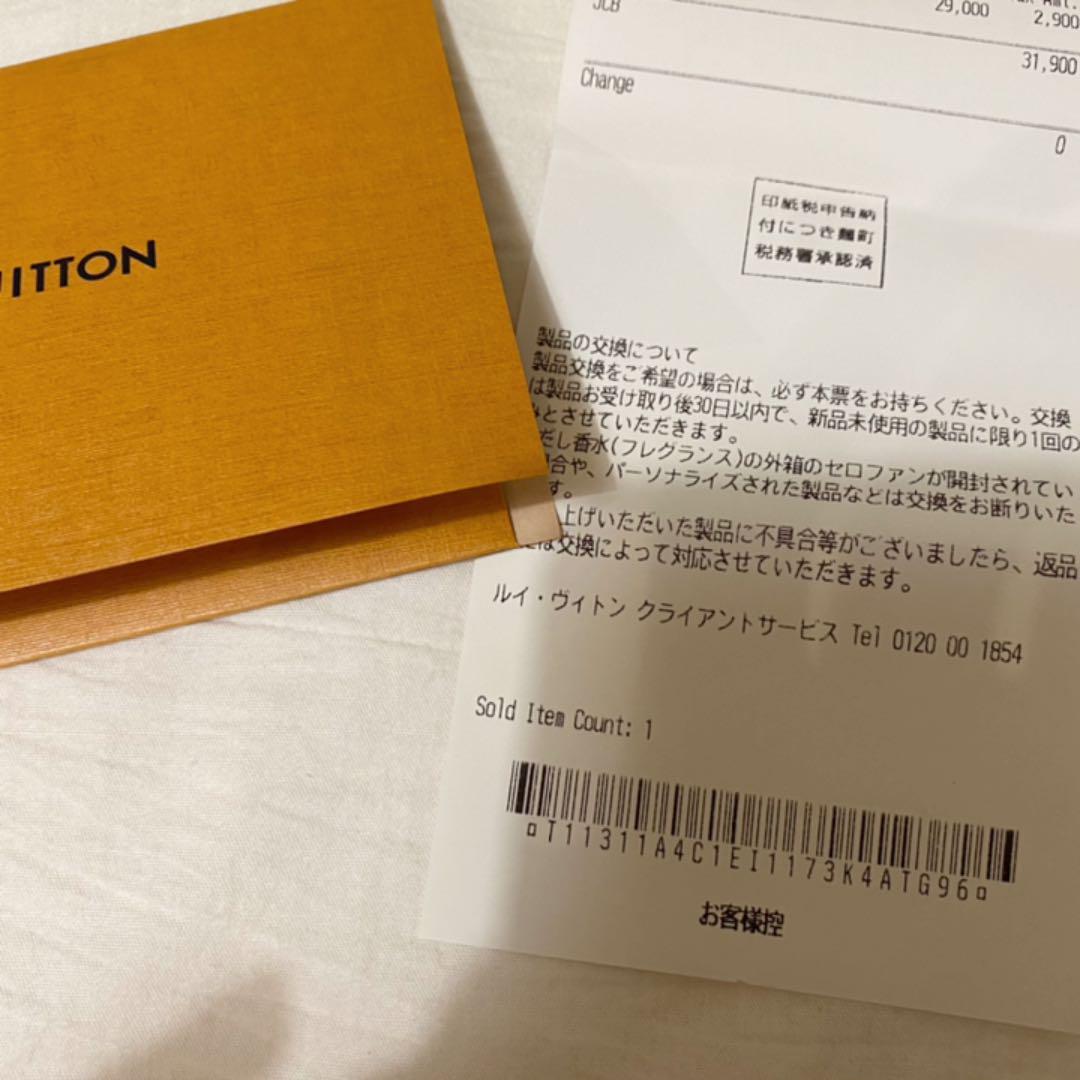 UITTON
JCB
29,000 2,900
31,900
Change
0
印紙税申告納
付につき麹町
税務署承認済
製品の交換について
製品交換をご希望の場合は、必ず本票をお持ちください。交換
は製品お受け取り後30日以内で、新品未使用の製品に限り1回の
みとさせていただきます。
だし香水(フレグランス)の外箱のセロファンが開封されてい
合や、パーソナライズされた製品などは交換をお断りいた
す。
上げいただいた製品に不具合等がございましたら、返品
は交換によって対応させていただきます。
ルイ・ヴィトン クライアントサービス Tel 0120 00 1854
Sold Item Count: 1
T11311A4C1EI1173K4ATG96
お客様控